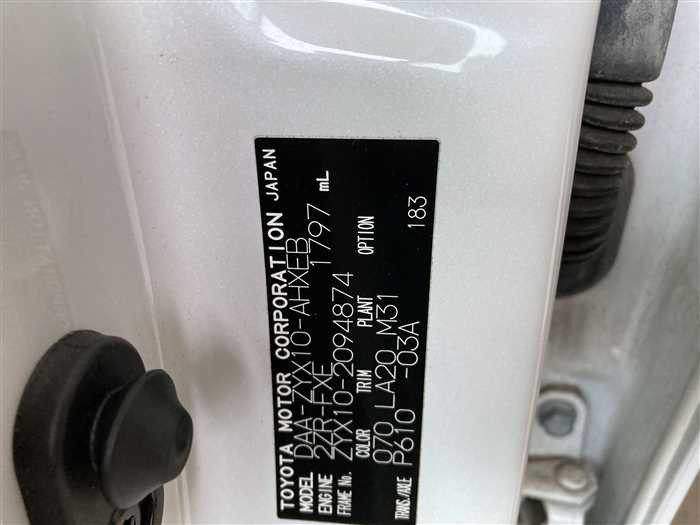 TOYOTA MOTOR CORPORATION JAPAN
MODEL DAA-ZYX10-AHXEB
ENGINE 2ZR-FXE 1797 mL
FRAME No. ZYX10-2094874
COLOR TRIM PLANT OPTION
070 LA20 M31 183
TRANS./AXLE P610 -03A